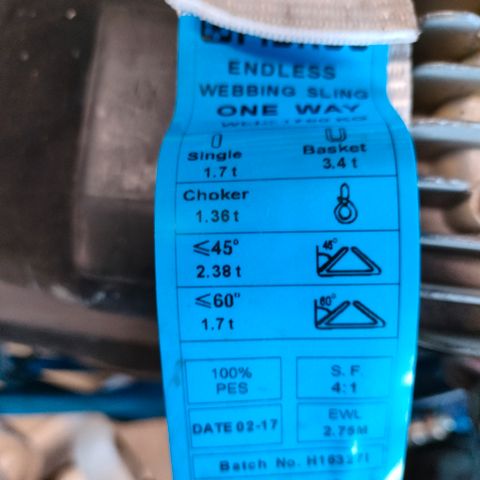 ENDLESS
WEBBING SLING
ONE WAY
Single Basket
1.7 t 3.4 t
Choker
1.36 t
≤45° 45°
2.38 t
≤60° 60°
1.7 t
100% S. F.
PES 4:1
DATE 02-17 EWL
2.75M
Batch No.